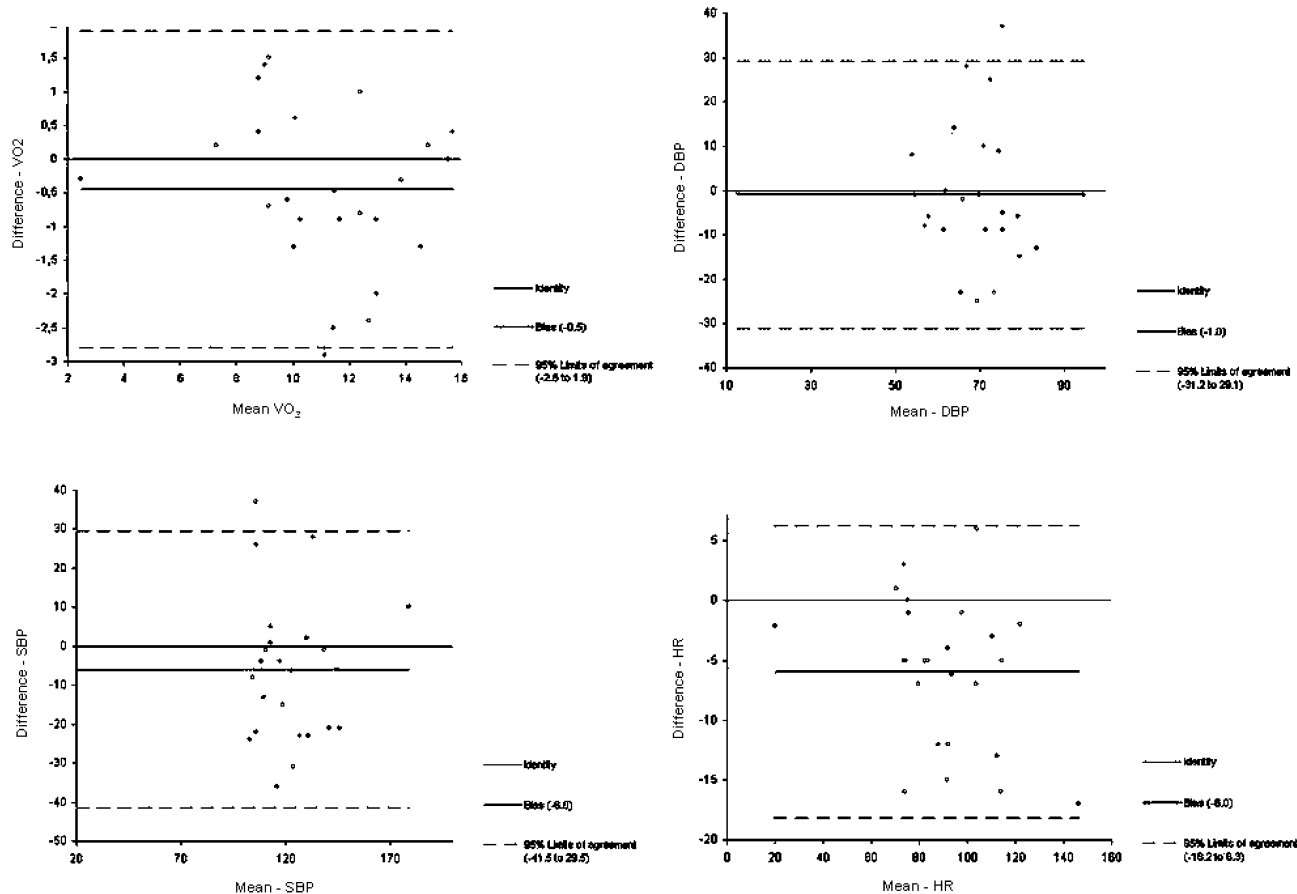 1,5
1
0,5
0
-0,5
-1
-1,5
-2
-2,5
-3
Difference - VO2
2 4 6 8 10 12 14 16
Mean VO₂
Identity
Bias (-0.5)
95% Limits of agreement
(-2.8 to 1.9)
40
30
20
10
0
-10
-20
-30
-40
Difference - DBP
10 30 50 70 90
Mean - DBP
Identity
Bias (-1.0)
95% Limits of agreement
(-31.2 to 29.1)
40
30
20
10
0
-10
-20
-30
-40
-50
Difference - SBP
20 70 120 170
Mean - SBP
Identity
Bias (-6.0)
95% Limits of agreement
(-41.5 to 29.5)
5
0
-5
-10
-15
-20
Difference - HR
0 20 40 60 80 100 120 140 160
Mean - HR
Identity
Bias (-6.0)
95% Limits of agreement
(-18.2 to 6.3)